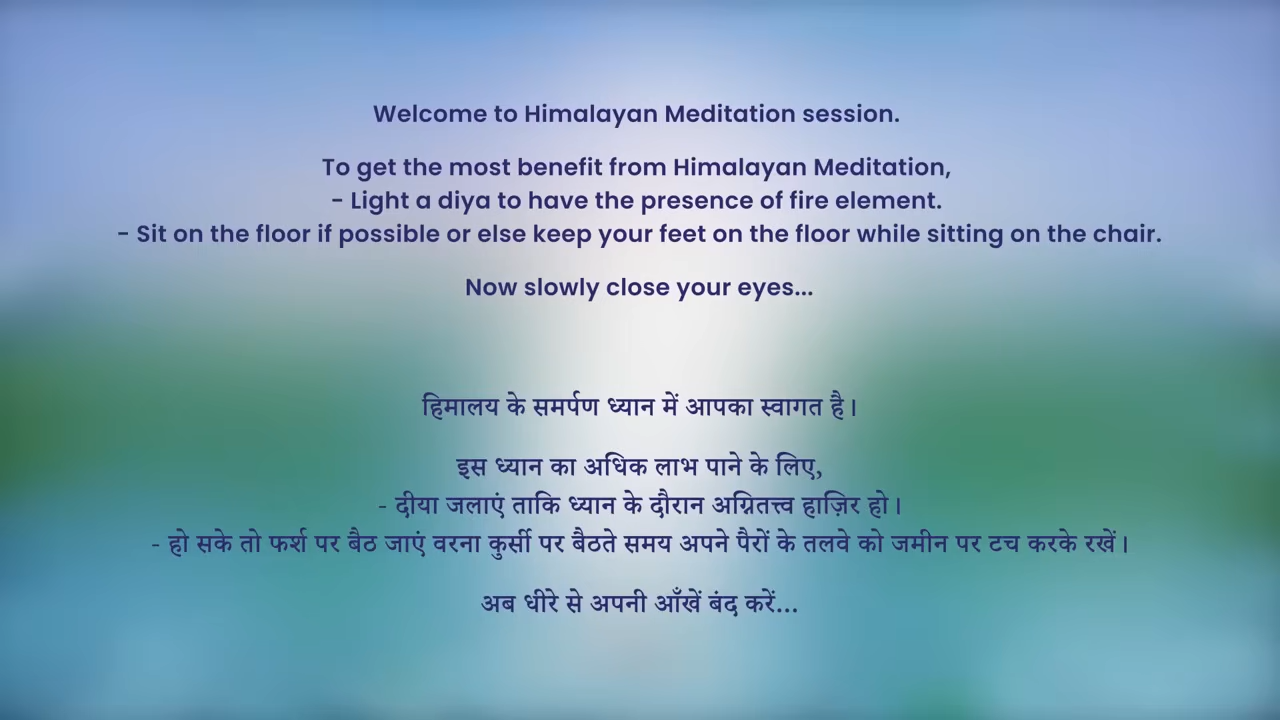 Welcome to Himalayan Meditation session.
To get the most benefit from Himalayan Meditation,
- Light a diya to have the presence of fire element.
- Sit on the floor if possible or else keep your feet on the floor while sitting on the chair.
Now slowly close your eyes...
हिमालय के समर्पण ध्यान में आपका स्वागत है।
इस ध्यान का अधिक लाभ पाने के लिए,
- दीया जलाएं ताकि ध्यान के दौरान अग्नितत्त्व हाज़िर हो।
- हो सके तो फर्श पर बैठ जाएं वरना कुर्सी पर बैठते समय अपने पैरों के तलवे को जमीन पर टच करके रखें।
अब धीरे से अपनी आँखें बंद करें...